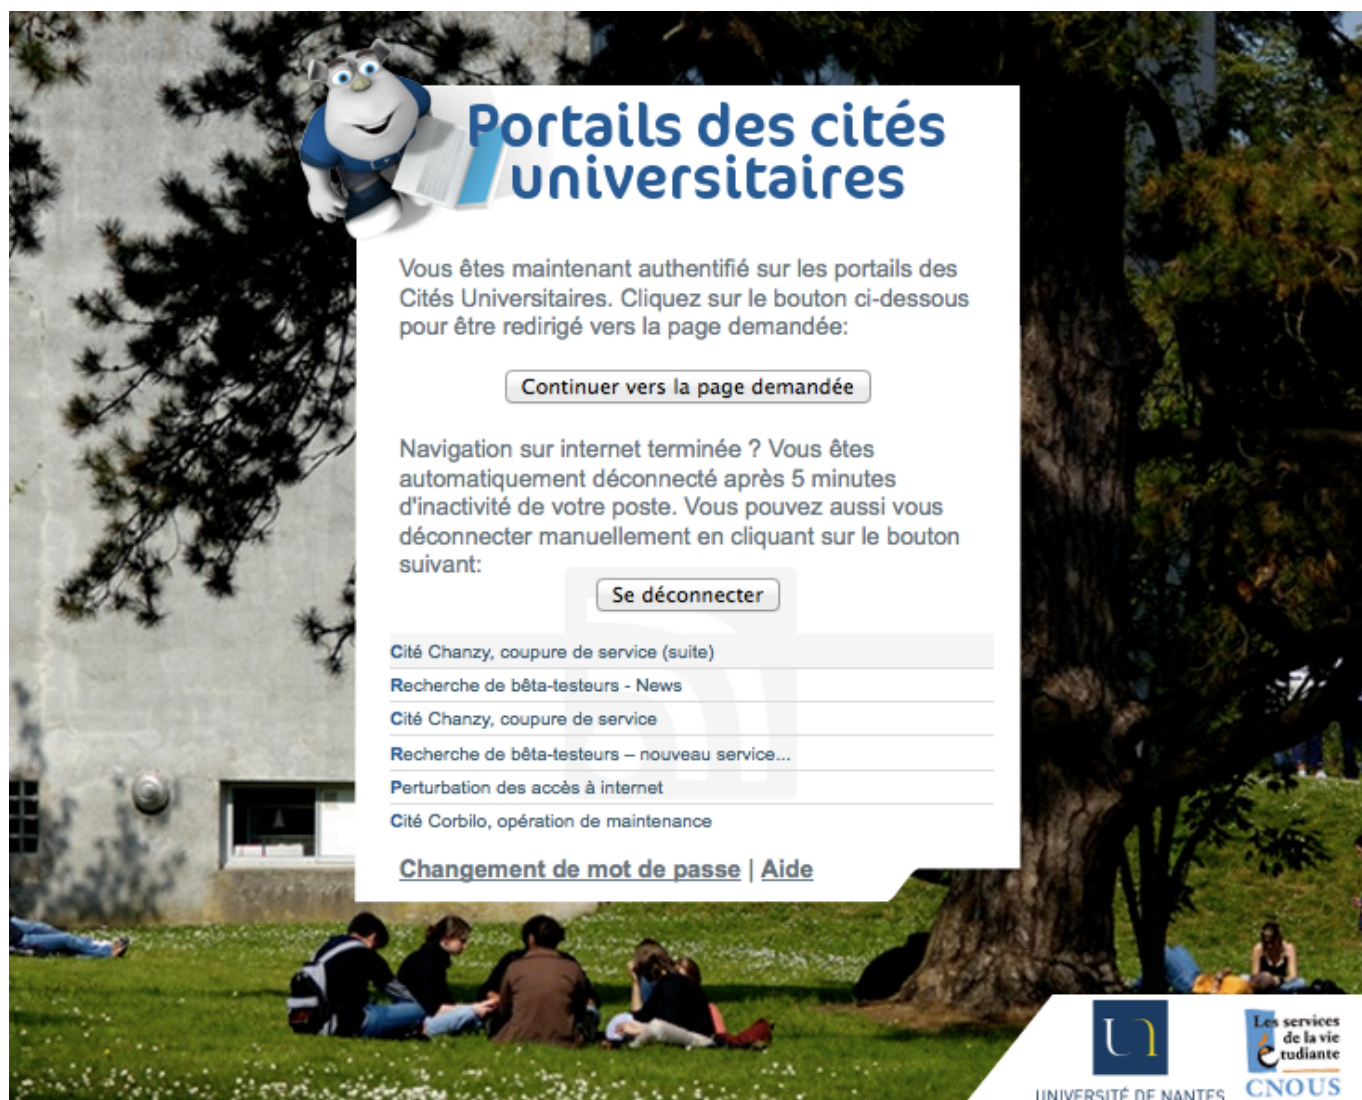 Portails des cités
universitaires
Vous êtes maintenant authentifié sur les portails des
Cités Universitaires. Cliquez sur le bouton ci-dessous
pour être redirigé vers la page demandée:
Continuer vers la page demandée
Navigation sur internet terminée ? Vous êtes
automatiquement déconnecté après 5 minutes
d'inactivité de votre poste. Vous pouvez aussi vous
déconnecter manuellement en cliquant sur le bouton
suivant:
Se déconnecter
Cité Chanzy, coupure de service (suite)
Recherche de bêta-testeurs - News
Cité Chanzy, coupure de service
Recherche de bêta-testeurs – nouveau service...
Perturbation des accès à internet
Cité Corbilo, opération de maintenance
Changement de mot de passe | Aide
UNIVERSITÉ DE NANTES
Les services
de la vie
étudiante
CNOUS